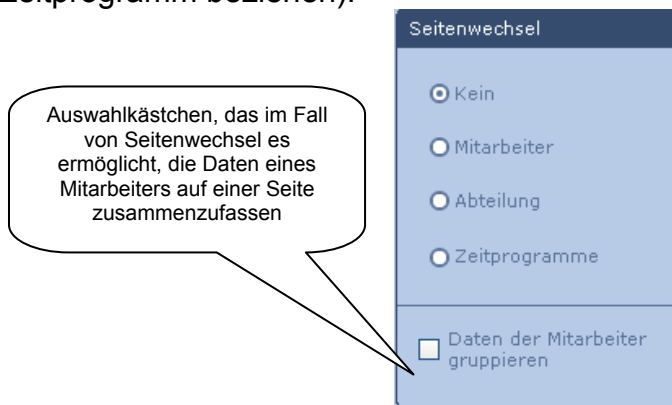 Zeitprogramm beziehen).
Seitenwechsel
Kein
Mitarbeiter
Abteilung
Zeitprogramme
Daten der Mitarbeiter
gruppieren
Auswahlkästchen, das im Fall
von Seitenwechsel es
ermöglicht, die Daten eines
Mitarbeiters auf einer Seite
zusammenzufassen